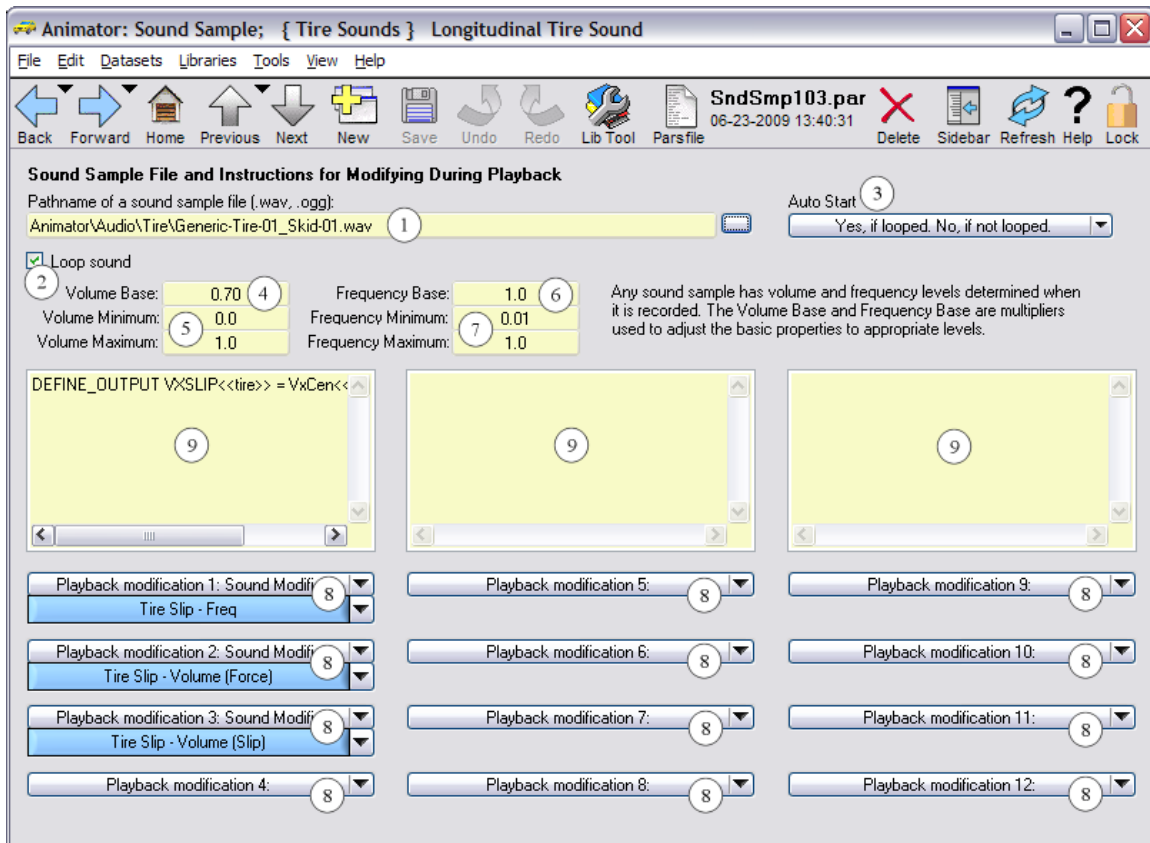 Animator: Sound Sample; { Tire Sounds } Longitudinal Tire Sound
File Edit Datasets Libraries Tools View Help
Back Forward Home Previous Next New Save Undo Redo Lib Tool Parsfile
SndSmp103.par
06-23-2009 13:40:31
Delete Sidebar Refresh Help Lock
Sound Sample File and Instructions for Modifying During Playback
Pathname of a sound sample file (.wav, .ogg):
Animator\Audio\Tire\Generic-Tire-01_Skid-01.wav 1
Auto Start 3
Yes, if looped. No, if not looped.
Loop sound
2
Volume Base: 0.70 4
Volume Minimum: 0.0
5
Volume Maximum: 1.0
Frequency Base: 1.0 6
Frequency Minimum: 0.01
7
Frequency Maximum: 1.0
Any sound sample has volume and frequency levels determined when
it is recorded. The Volume Base and Frequency Base are multipliers
used to adjust the basic properties to appropriate levels.
DEFINE_OUTPUT VXSLIP<<tire>> = VxCen<<
9
9
9
Playback modification 1: Sound Modifi 8
Tire Slip - Freq
Playback modification 2: Sound Modifi 8
Tire Slip - Volume (Force)
Playback modification 3: Sound Modifi 8
Tire Slip - Volume (Slip)
Playback modification 4: 8
Playback modification 5: 8
Playback modification 6: 8
Playback modification 7: 8
Playback modification 8: 8
Playback modification 9: 8
Playback modification 10: 8
Playback modification 11: 8
Playback modification 12: 8